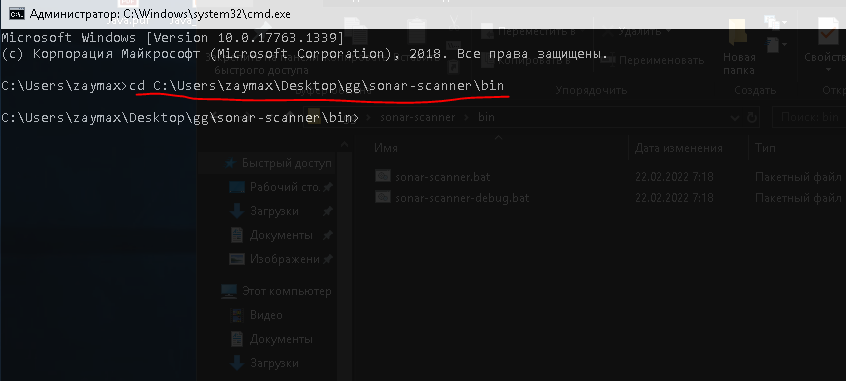 Администратор: C:\Windows\system32\cmd.exe
Microsoft Windows [Version 10.0.17763.1339]
(c) Корпорация Майкрософт (Microsoft Corporation), 2018. Все права защищены.
C:\Users\zaymax>cd C:\Users\zaymax\Desktop\gg\sonar-scanner\bin
C:\Users\zaymax\Desktop\gg\sonar-scanner\bin>
Переместить в
Удалить
Переименовать
быстрого доступа
Новая
папка
Свойства
Упорядочить
Создать
sonar-scanner > bin
Поиск: bin
Имя
Дата изменения
Тип
Быстрый доступ
sonar-scanner.bat
22.02.2022 7:18
Пакетный файл
Рабочий сто.
sonar-scanner-debug.bat
22.02.2022 7:18
Пакетный файл
Загрузки
Документы
Изображени
Этот компьютер
Видео
Документы
Загрузки